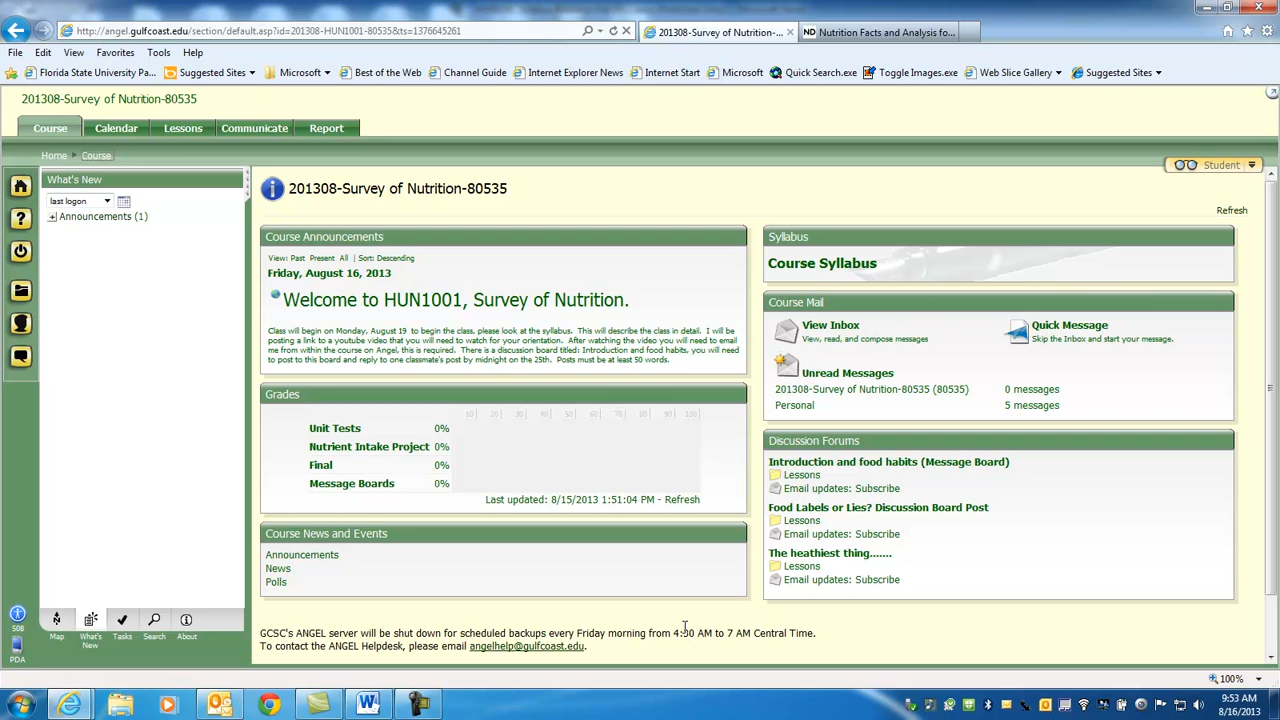 http://angel.gulfcoast.edu/section/default.asp?id=201308-HUN1001-80535&ts=1376645261
201308-Survey of Nutrition-...
ND Nutrition Facts and Analysis fo...
File Edit View Favorites Tools Help
Florida State University Pa... Suggested Sites Microsoft Best of the Web Channel Guide Internet Explorer News Internet Start Microsoft Quick Search.exe Toggle Images.exe Web Slice Gallery Suggested Sites
201308-Survey of Nutrition-80535
Course Calendar Lessons Communicate Report
Home Course
Student
What's New
last logon
Announcements (1)
201308-Survey of Nutrition-80535
Refresh
Course Announcements
View: Past Present All | Sort: Descending
Friday, August 16, 2013
Welcome to HUN1001, Survey of Nutrition.
Class will begin on Monday, August 19 to begin the class, please look at the syllabus. This will describe the class in detail. I will be
posting a link to a youtube video that you will need to watch for your orientation. After watching the video you will need to email
me from within the course on Angel, this is required. There is a discussion board titled: Introduction and food habits, you will need
to post to this board and reply to one classmate's post by midnight on the 25th. Posts must be at least 50 words.
Grades
10| 20| 30| 40| 50| 60| 70| 80| 90| 100|
Unit Tests 0%
Nutrient Intake Project 0%
Final 0%
Message Boards 0%
Last updated: 8/15/2013 1:51:04 PM - Refresh
Course News and Events
Announcements
News
Polls
Syllabus
Course Syllabus
Course Mail
View Inbox
View, read, and compose messages
Quick Message
Skip the Inbox and start your message.
Unread Messages
201308-Survey of Nutrition-80535 (80535) 0 messages
Personal 5 messages
Discussion Forums
Introduction and food habits (Message Board)
Lessons
Email updates: Subscribe
Food Labels or Lies? Discussion Board Post
Lessons
Email updates: Subscribe
The heathiest thing.......
Lessons
Email updates: Subscribe
GCSC's ANGEL server will be shut down for scheduled backups every Friday morning from 4:00 AM to 7 AM Central Time.
To contact the ANGEL Helpdesk, please email angelhelp@gulfcoast.edu.
508
PDA
Map What's New Tasks Search About
100%
9:53 AM
8/16/2013